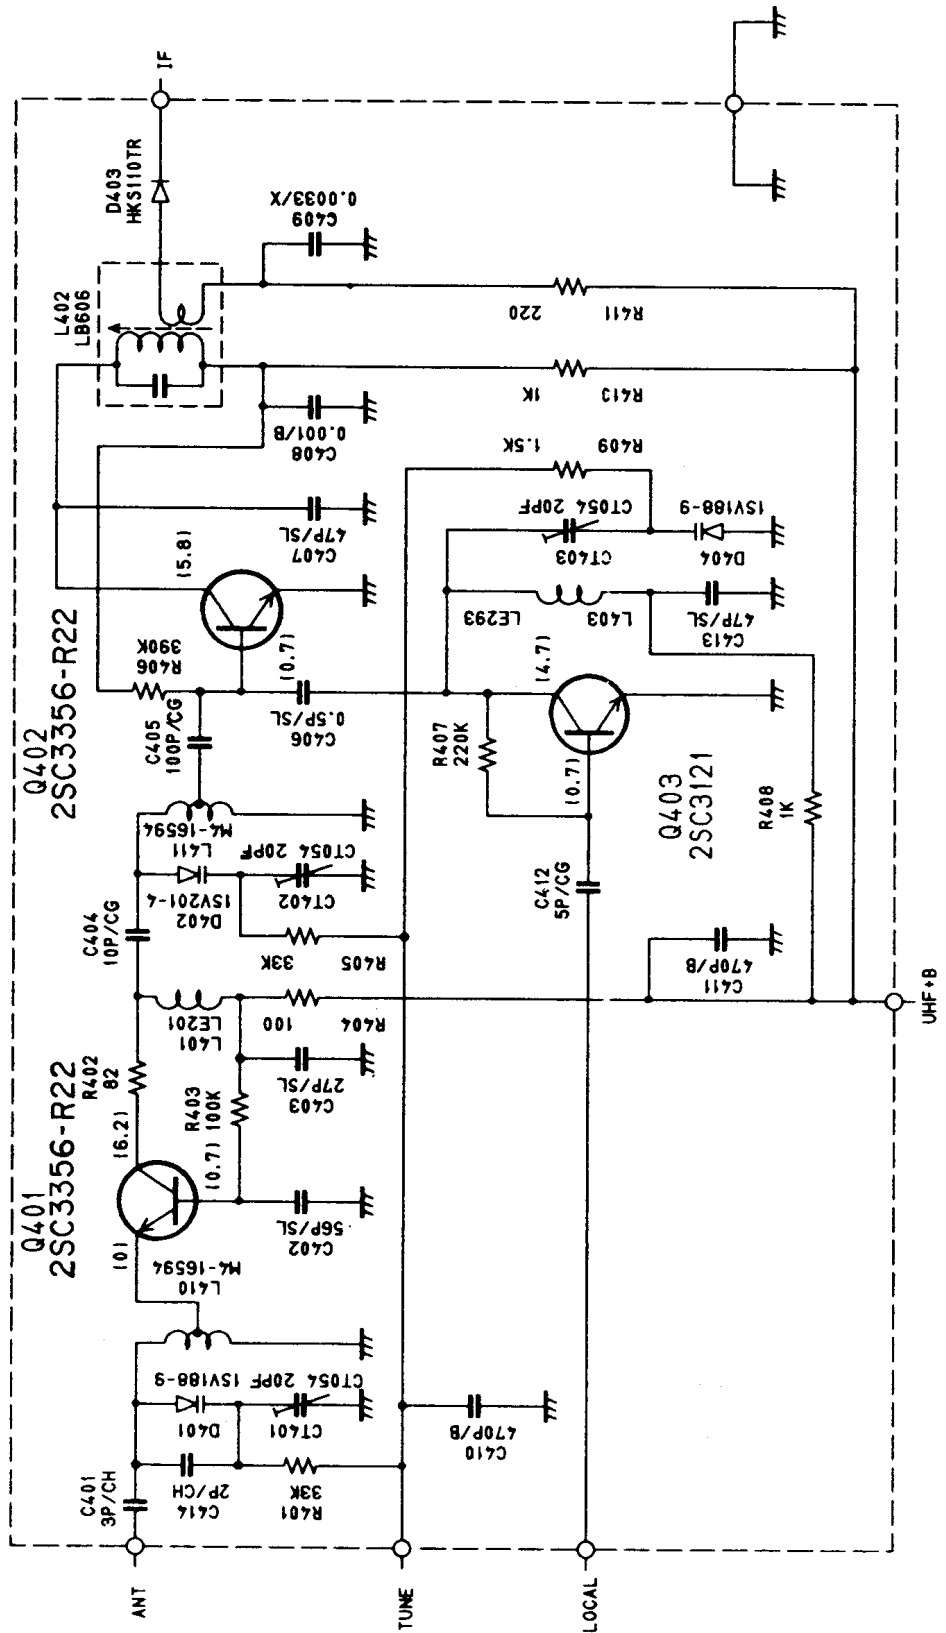 IF
D403
HKS110TR
C409
0.0033/X
L402
LB606
R411
220
R413
1K
C408
0.001/B
R409
1.5K
C407
47P/SL
CT403
CT054 20PF
D404
1SV188-9
(5.8)
L403
LE293
C413
47P/SL
Q402
2SC3356-R22
R406
390K
(0.7)
(4.7)
C405
100P/CG
C406
0.5P/SL
R407
220K
(0.7)
Q403
2SC3121
R408
1K
L411
M4-16594
D402
1SV201-4
CT402
CT054 20PF
C412
5P/CG
C404
10P/CG
R405
33K
C411
470P/B
L401
LE201
R404
100
UHF+B
R402
82
C403
27P/SL
R403
100K
Q401
2SC3356-R22
(6.2)
(0.7)
C402
56P/SL
(0)
L410
M4-16594
D401
1SV188-9
CT401
CT054 20PF
C410
470P/B
C401
3P/CH
C414
2P/CH
R401
33K
ANT
TUNE
LOCAL